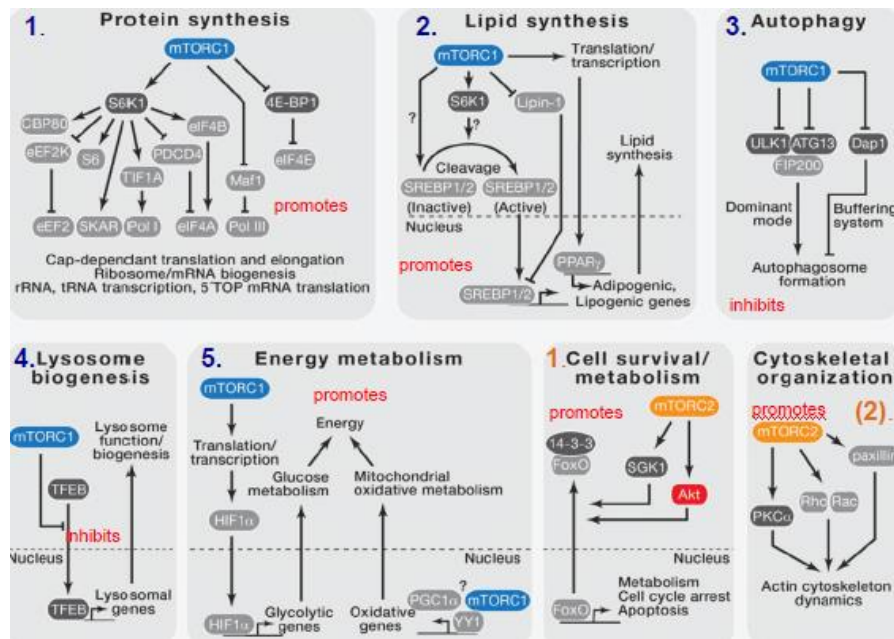 1. Protein synthesis
mTORC1
S6K1
4E-BP1
CBP80
eIF4B
eEF2K
S6
PDCD4
eIF4E
TIF1A
Maf1
promotes
eEF2
SKAR
Pol I
eIF4A
Pol III
Cap-dependant translation and elongation
Ribosome/mRNA biogenesis
rRNA, tRNA transcription, 5'TOP mRNA translation
2. Lipid synthesis
mTORC1
Translation/
transcription
S6K1
Lipin-1
?
?
Cleavage
Lipid
synthesis
SREBP1/2
SREBP1/2
(Inactive)
(Active)
Nucleus
promotes
PPARγ
SREBP1/2
Adipogenic,
Lipogenic genes
3. Autophagy
mTORC1
ULK1
ATG13
Dap1
FIP200
Dominant
mode
Buffering
system
Autophagosome
formation
inhibits
4. Lysosome
biogenesis
Lysosome
function/
biogenesis
mTORC1
TFEB
inhibits
Nucleus
TFEB
Lysosomal
genes
5. Energy metabolism
mTORC1
promotes
Energy
Translation/
transcription
Glucose
metabolism
Mitochondrial
oxidative metabolism
HIF1α
Nucleus
?
PGC1α
mTORC1
HIF1α
Glycolytic
genes
Oxidative
genes
YY1
1. Cell survival/
metabolism
promotes
mTORC2
14-3-3
FoxO
SGK1
Akt
Nucleus
FoxO
Metabolism
Cell cycle arrest
Apoptosis
Cytoskeletal
organization
promotes
(2).
mTORC2
paxillin
PKCα
Rho
Rac
Actin cytoskeleton
dynamics